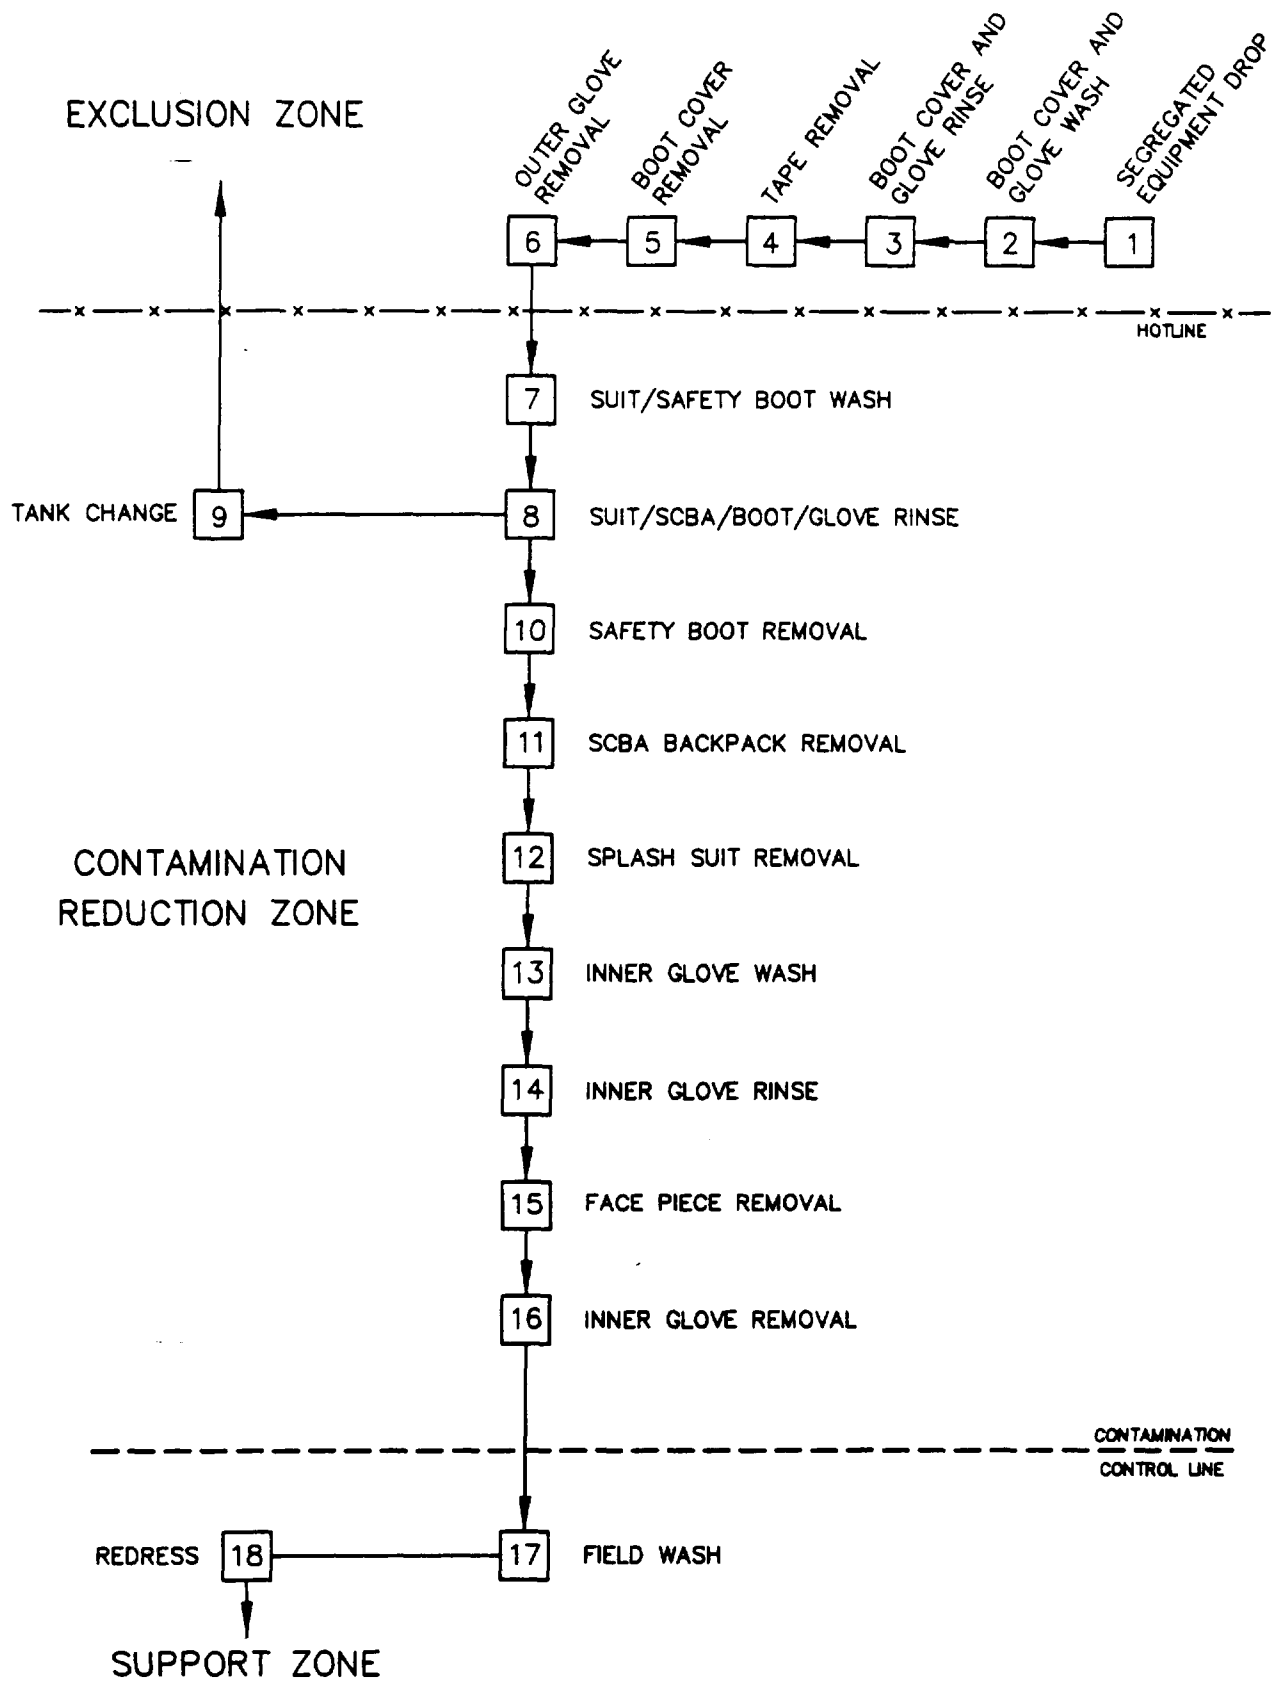 EXCLUSION ZONE
OUTER GLOVE
REMOVAL
BOOT COVER
REMOVAL
TAPE REMOVAL
BOOT COVER AND
GLOVE RINSE
BOOT COVER AND
GLOVE WASH
SEGREGATED
EQUIPMENT DROP
6
5
4
3
2
1
HOTLINE
7
SUIT/SAFETY BOOT WASH
TANK CHANGE
9
8
SUIT/SCBA/BOOT/GLOVE RINSE
10
SAFETY BOOT REMOVAL
11
SCBA BACKPACK REMOVAL
CONTAMINATION
REDUCTION ZONE
12
SPLASH SUIT REMOVAL
13
INNER GLOVE WASH
14
INNER GLOVE RINSE
15
FACE PIECE REMOVAL
16
INNER GLOVE REMOVAL
CONTAMINATION
CONTROL LINE
REDRESS
18
17
FIELD WASH
SUPPORT ZONE